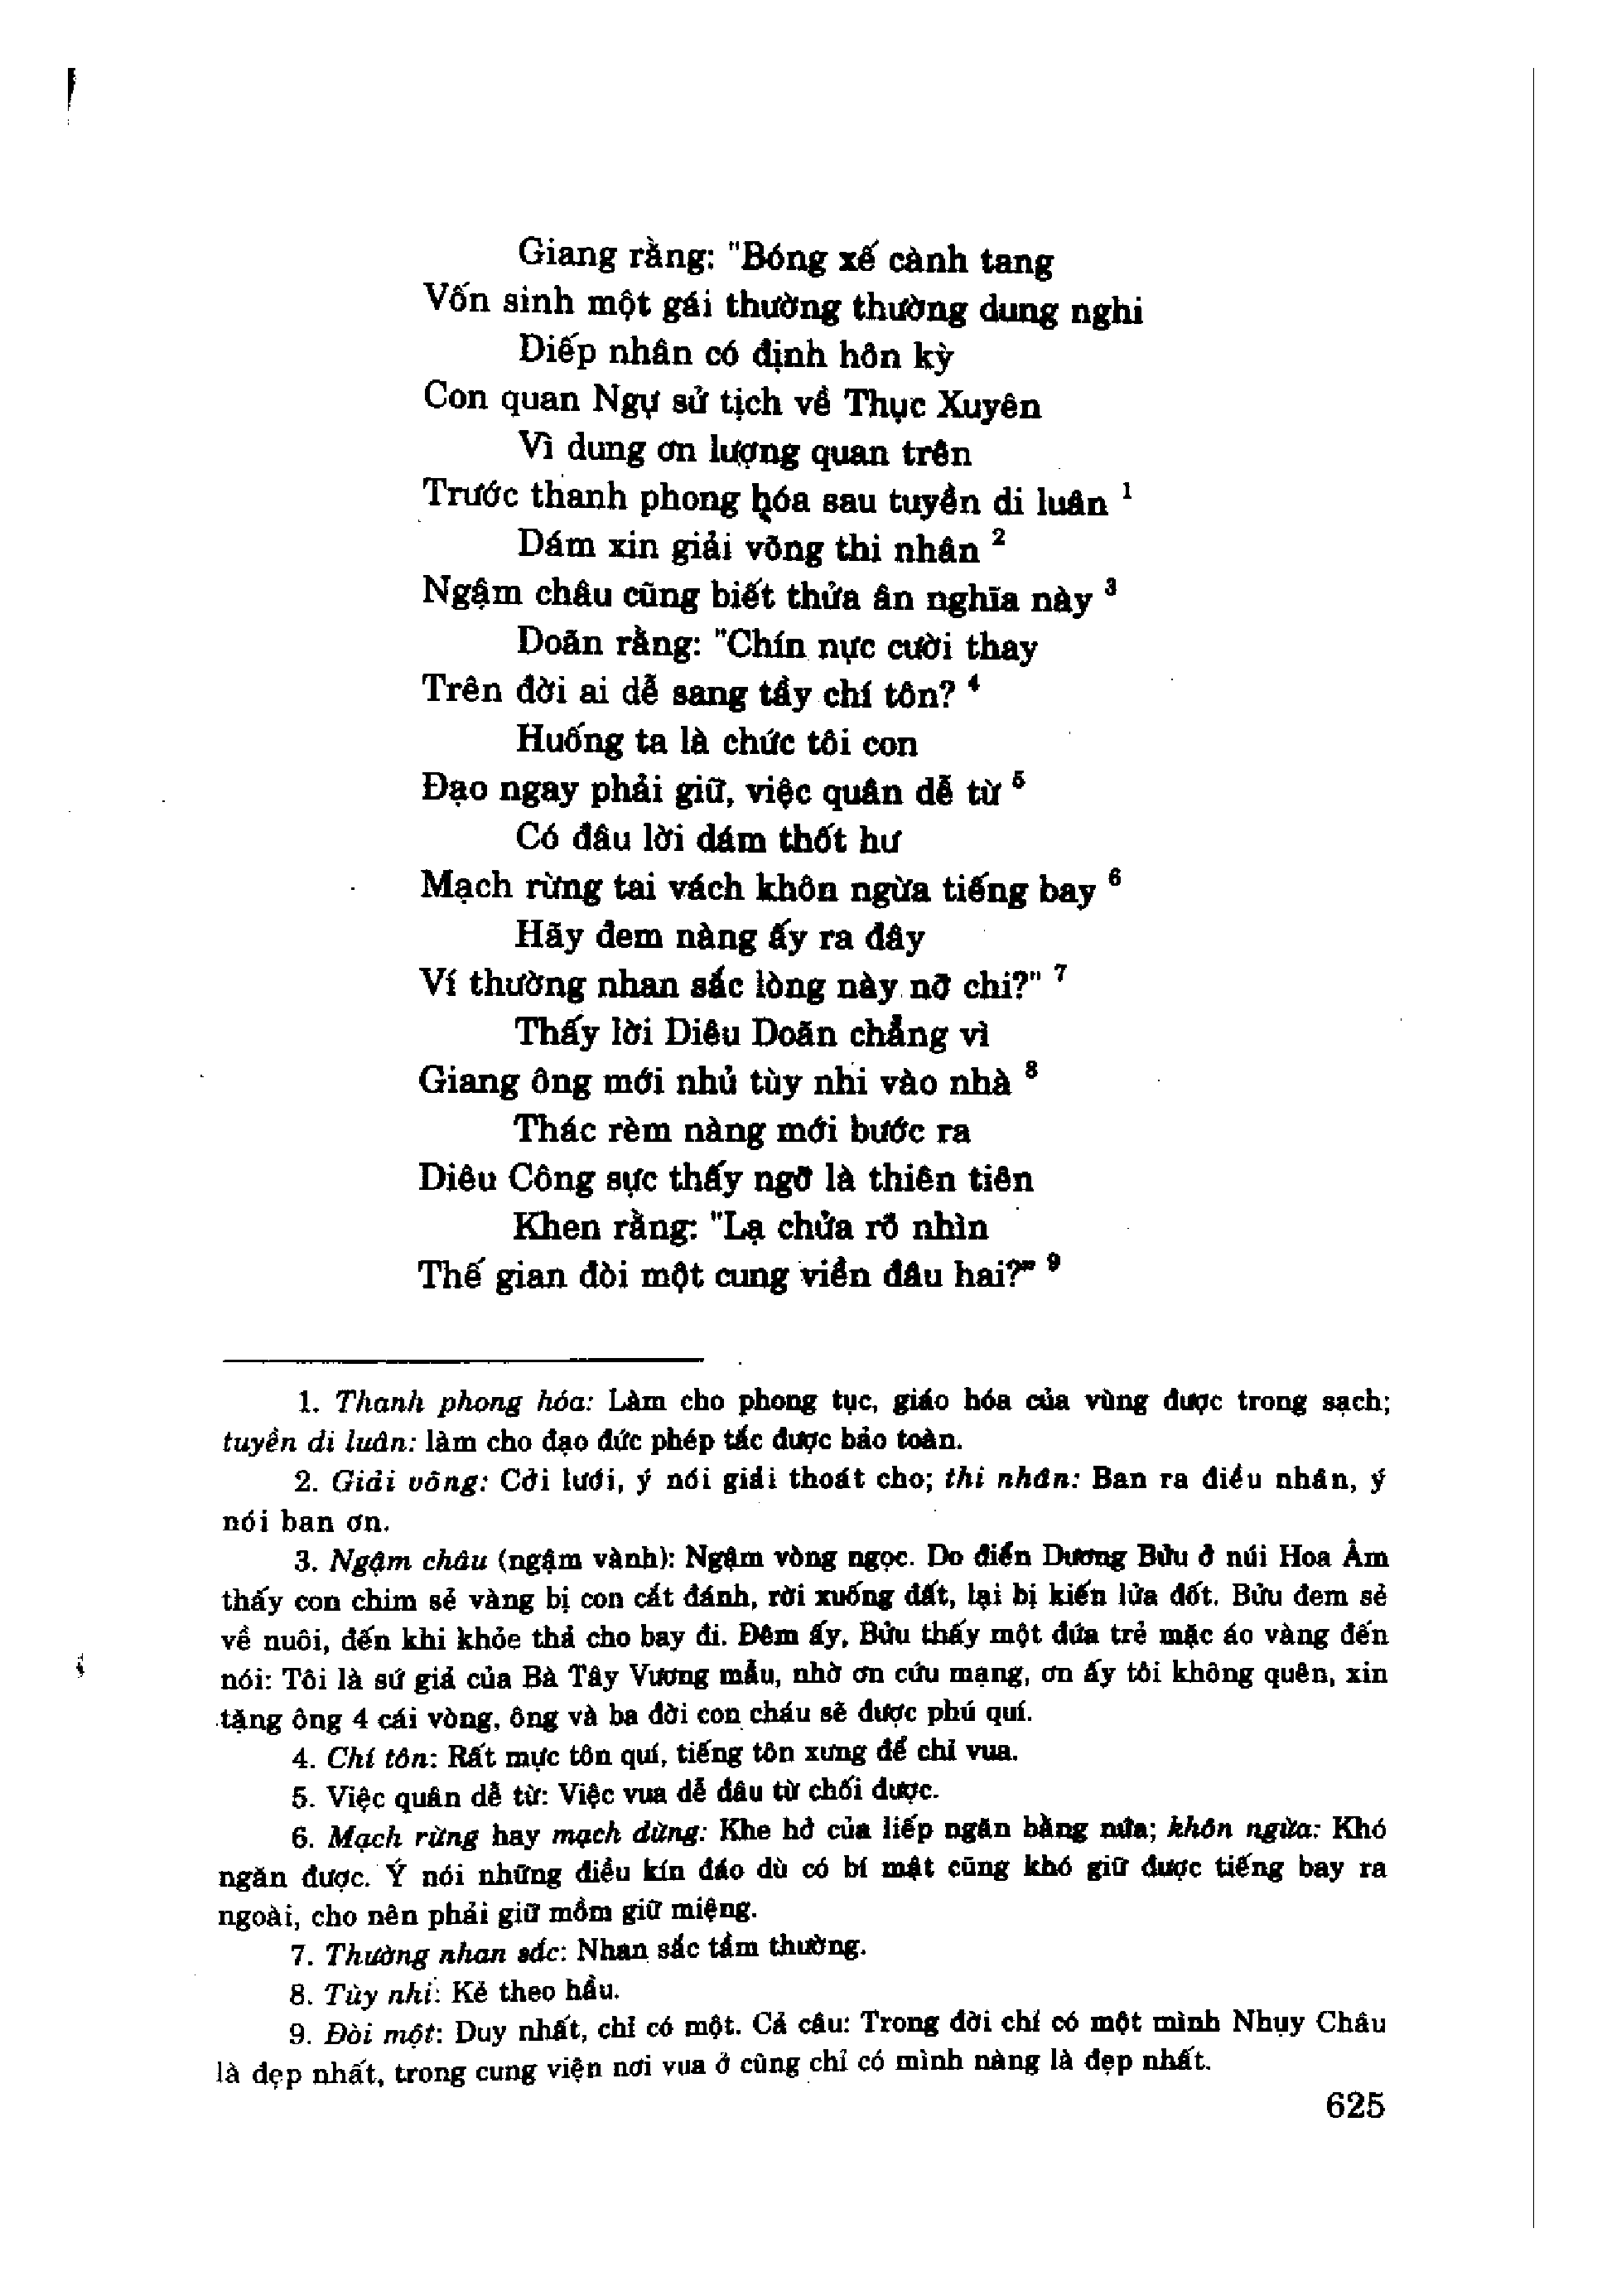 Giang rằng: "Bóng xế cành tang
Vốn sinh một gái thường thường dung nghi
Diếp nhân có định hôn kỳ
Con quan Ngự sử tịch về Thục Xuyên
Vì dung ơn lượng quan trên
Trước thanh phong hóa sau tuyền di luân 1
Dám xin giải võng thi nhân 2
Ngậm châu cũng biết thửa ân nghĩa này 3
Doãn rằng: "Chín nực cười thay
Trên đời ai dễ sang tầy chí tôn? 4
Huống ta là chức tôi con
Đạo ngay phải giữ, việc quân dễ từ 5
Có đâu lời dám thốt hư
Mạch rừng tai vách khôn ngừa tiếng bay 6
Hãy đem nàng ấy ra đây
Ví thường nhan sắc lòng này nỡ chi?" 7
Thấy lời Diêu Doãn chẳng vì
Giang ông mới nhủ tùy nhi vào nhà 8
Thác rèm nàng mới bước ra
Diêu Công sực thấy ngỡ là thiên tiên
Khen rằng: "Lạ chửa rõ nhìn
Thế gian đòi một cung viền đâu hai?" 9
1. Thanh phong hóa: Làm cho phong tục, giáo hóa của vùng được trong sạch;
tuyền di luân: làm cho đạo đức phép tắc được bảo toàn.
2. Giải võng: Cởi lưới, ý nói giải thoát cho; thi nhân: Ban ra điều nhân, ý
nói ban ơn.
3. Ngậm châu (ngậm vành): Ngậm vòng ngọc. Do điển Dương Bửu ở núi Hoa Âm
thấy con chim sẻ vàng bị con cắt đánh, rời xuống đất, lại bị kiến lửa đốt. Bửu đem sẻ
về nuôi, đến khi khỏe thả cho bay đi. Đêm ấy, Bửu thấy một đứa trẻ mặc áo vàng đến
nói: Tôi là sứ giả của Bà Tây Vương mẫu, nhờ ơn cứu mạng, ơn ấy tôi không quên, xin
tặng ông 4 cái vòng, ông và ba đời con cháu sẽ được phú quí.
4. Chí tôn: Rất mực tôn quí, tiếng tôn xưng để chỉ vua.
5. Việc quân dễ từ: Việc vua dễ đâu từ chối được.
6. Mạch rừng hay mạch dừng: Khe hở của liếp ngăn bằng nứa; khôn ngừa: Khó
ngăn được. Ý nói những điều kín đáo dù có bí mật cũng khó giữ được tiếng bay ra
ngoài, cho nên phải giữ mồm giữ miệng.
7. Thường nhan sắc: Nhan sắc tầm thường.
8. Tùy nhi: Kẻ theo hầu.
9. Đòi một: Duy nhất, chỉ có một. Cả câu: Trong đời chỉ có một mình Nhụy Châu
là đẹp nhất, trong cung viện nơi vua ở cũng chỉ có mình nàng là đẹp nhất.
625